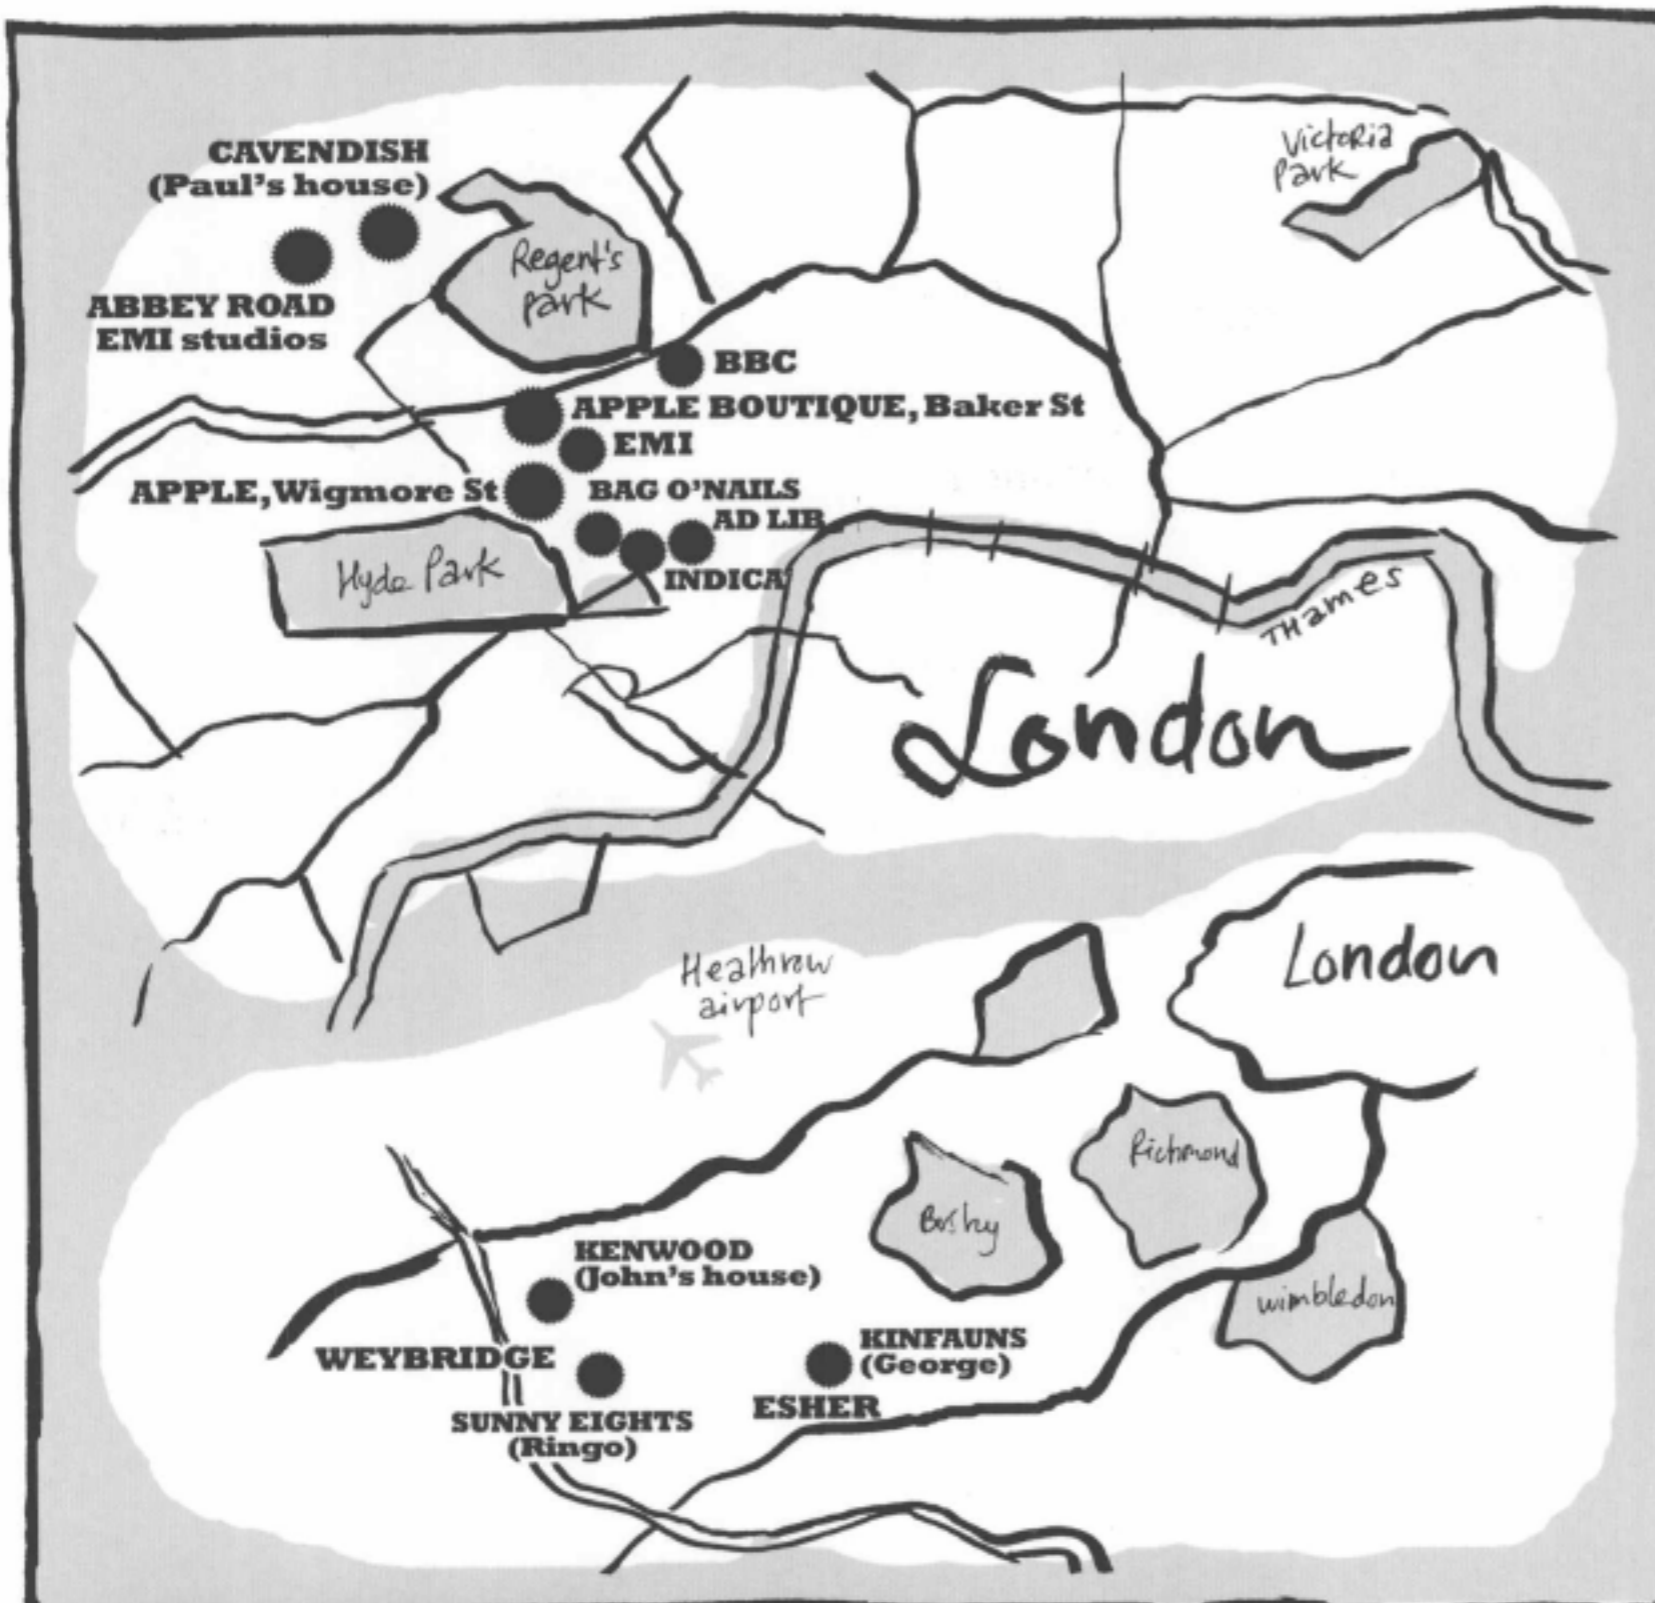 CAVENDISH
(Paul's house)
Victoria
Park
Regent's
park
ABBEY ROAD
EMI studios
BBC
APPLE BOUTIQUE, Baker St
EMI
APPLE, Wigmore St
BAG O'NAILS
AD LIB
Hyde Park
INDICA
THames
London
Heathrow
airport
London
Richmond
Bushy
KENWOOD
(John's house)
wimbledon
WEYBRIDGE
KINFAUNS
(George)
ESHER
SUNNY EIGHTS
(Ringo)